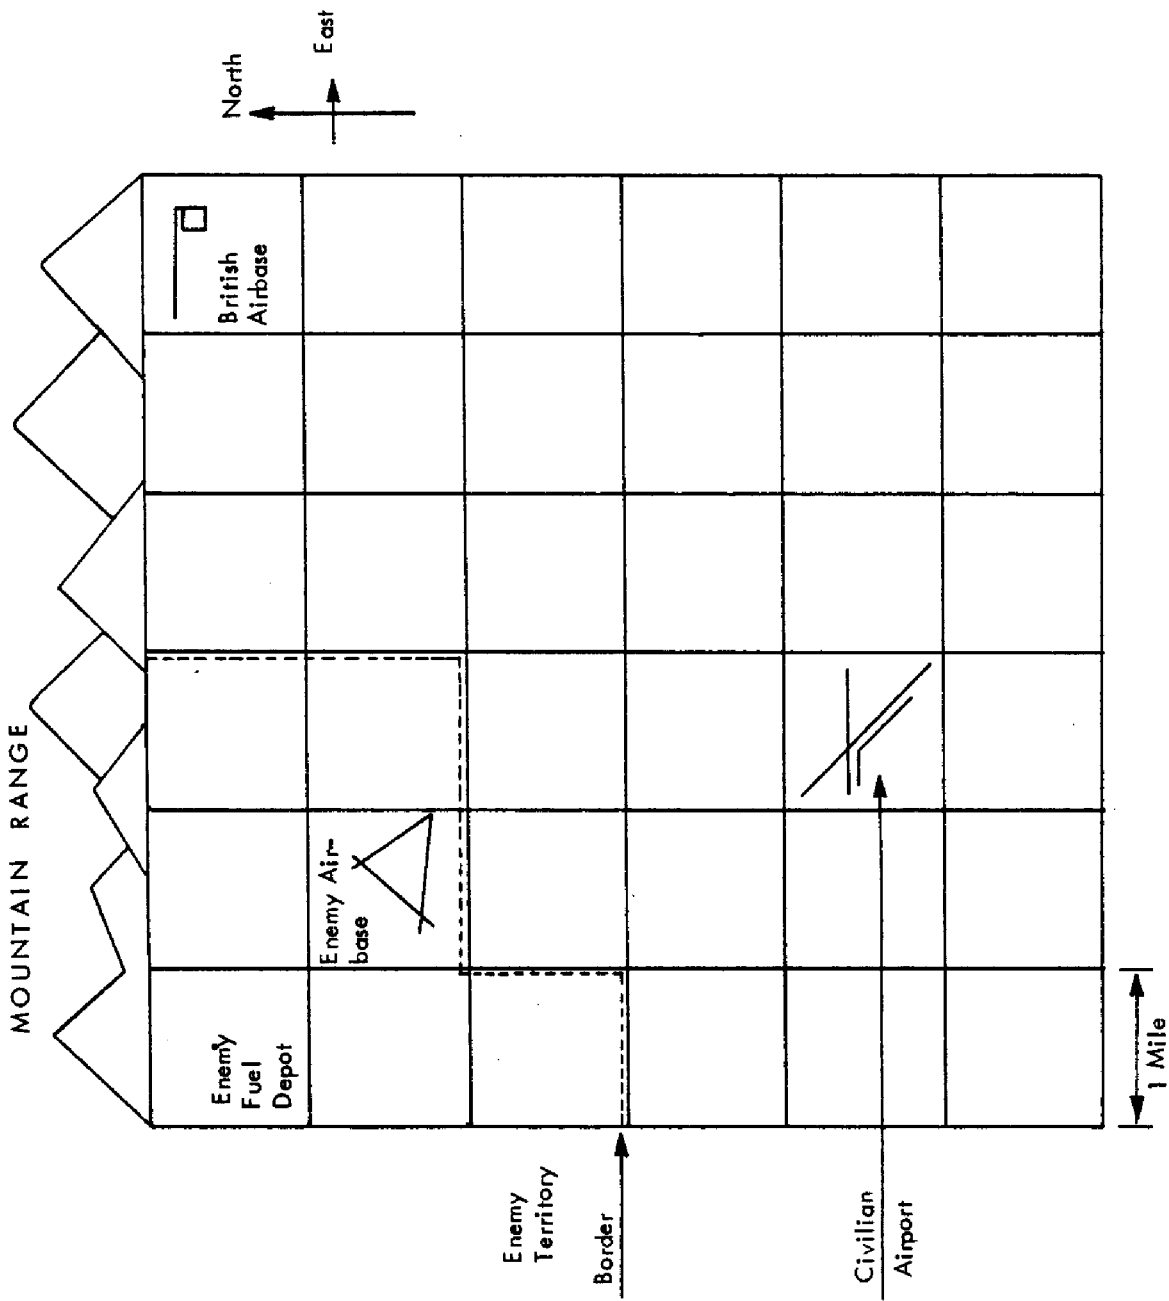 MOUNTAIN RANGE
North
East
British
Airbase
Enemy Air-
base
Enemy
Fuel
Depot
Enemy
Territory
Border
Civilian
Airport
1 Mile